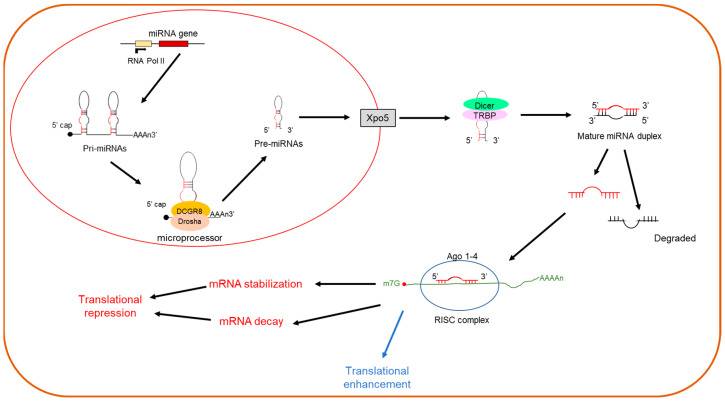 miRNA gene
RNA Pol II
5' cap
AAAn3'
Pri-miRNAs
5' cap
DCGR8
Drosha
AAAn3'
microprocessor
5' 3'
Pre-miRNAs
Xpo5
Dicer
TRBP
5' 3'
5' 3'
3' 5'
Mature miRNA duplex
Degraded
Ago 1-4
m7G
5' 3'
AAAAn
RISC complex
mRNA stabilization
Translational
repression
mRNA decay
Translational
enhancement